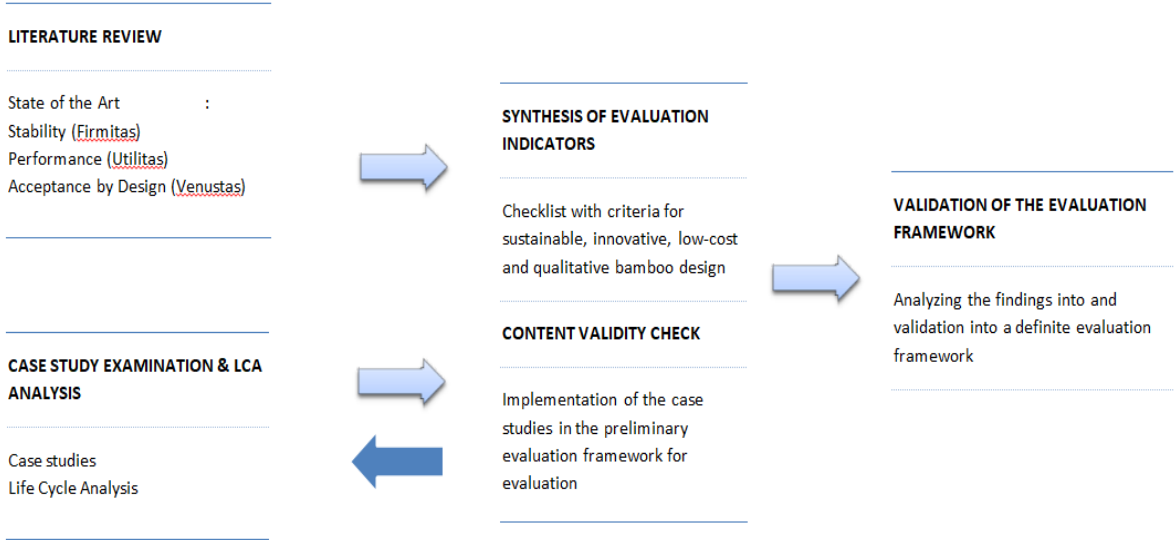 LITERATURE REVIEW
State of the Art :
Stability (Firmitas)
Performance (Utilitas)
Acceptance by Design (Venustas)
CASE STUDY EXAMINATION & LCA
ANALYSIS
Case studies
Life Cycle Analysis
SYNTHESIS OF EVALUATION
INDICATORS
Checklist with criteria for
sustainable, innovative, low-cost
and qualitative bamboo design
CONTENT VALIDITY CHECK
Implementation of the case
studies in the preliminary
evaluation framework for
evaluation
VALIDATION OF THE EVALUATION
FRAMEWORK
Analyzing the findings into and
validation into a definite evaluation
framework